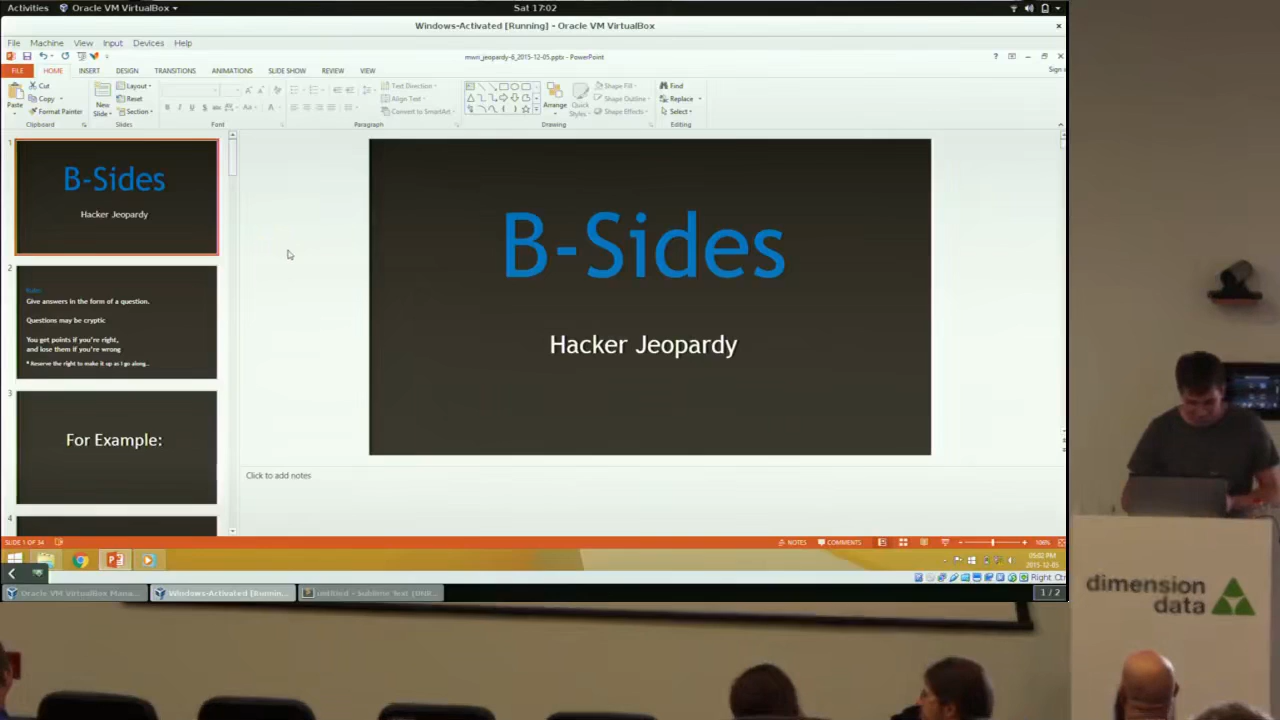 Activities
Oracle VM VirtualBox
Sat 17:02
Windows-Activated [Running] - Oracle VM VirtualBox
File Machine View Input Devices Help
mwn_jeopardy-6_2015-12-05.pptx - PowerPoint
FILE HOME INSERT DESIGN TRANSITIONS ANIMATIONS SLIDE SHOW REVIEW VIEW
Sign
Paste
Cut
Copy
Format Painter
Clipboard
New
Slide
Layout
Reset
Section
Slides
Font
Text Direction
Align Text
Convert to SmartArt
Paragraph
Arrange
Quick
Styles
Shape Fill
Shape Outline
Shape Effects
Drawing
Find
Replace
Select
Editing
1
B-Sides
Hacker Jeopardy
2
Rules
Give answers in the form of a question.
Questions may be cryptic
You get points if you're right,
and lose them if you're wrong
* Reserve the right to make it up as I go along...
3
For Example:
4
B-Sides
Hacker Jeopardy
Click to add notes
SLIDE 1 OF 34
NOTES
COMMENTS
106%
05:02 PM
2015-12-05
Right Ct
Oracle VM VirtualBox Mana...
Windows-Activated [Runnin...
untitled - Sublime Text (UNR...
1 / 2
dimension
data